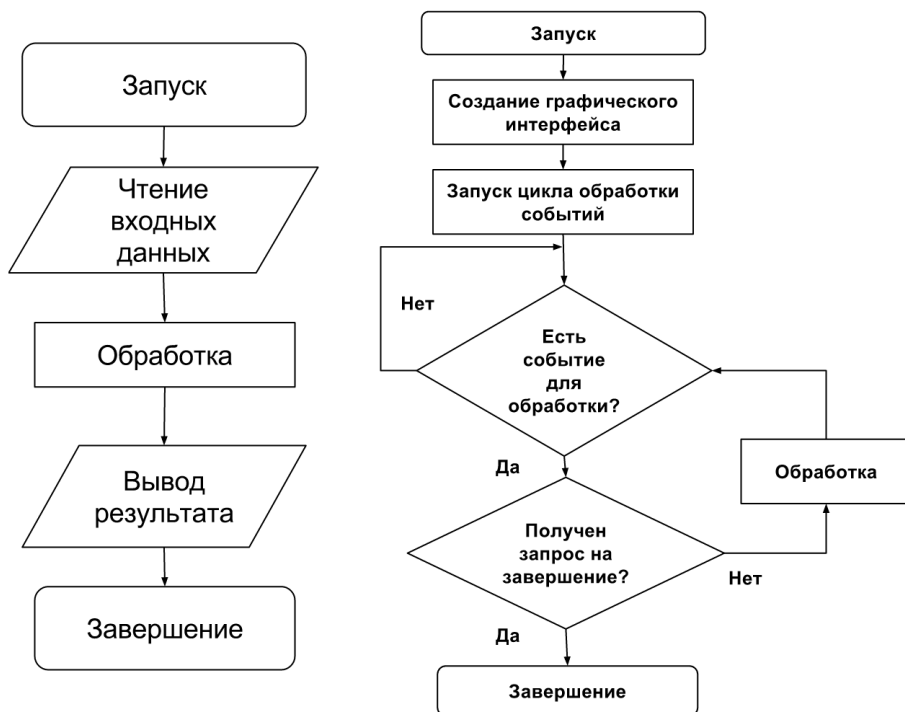 Запуск
Чтение
входных
данных
Обработка
Вывод
результата
Завершение
Запуск
Создание графического
интерфейса
Запуск цикла обработки
событий
Нет
Есть
событие
для
обработки?
Да
Обработка
Получен
запрос на
завершение?
Нет
Да
Завершение